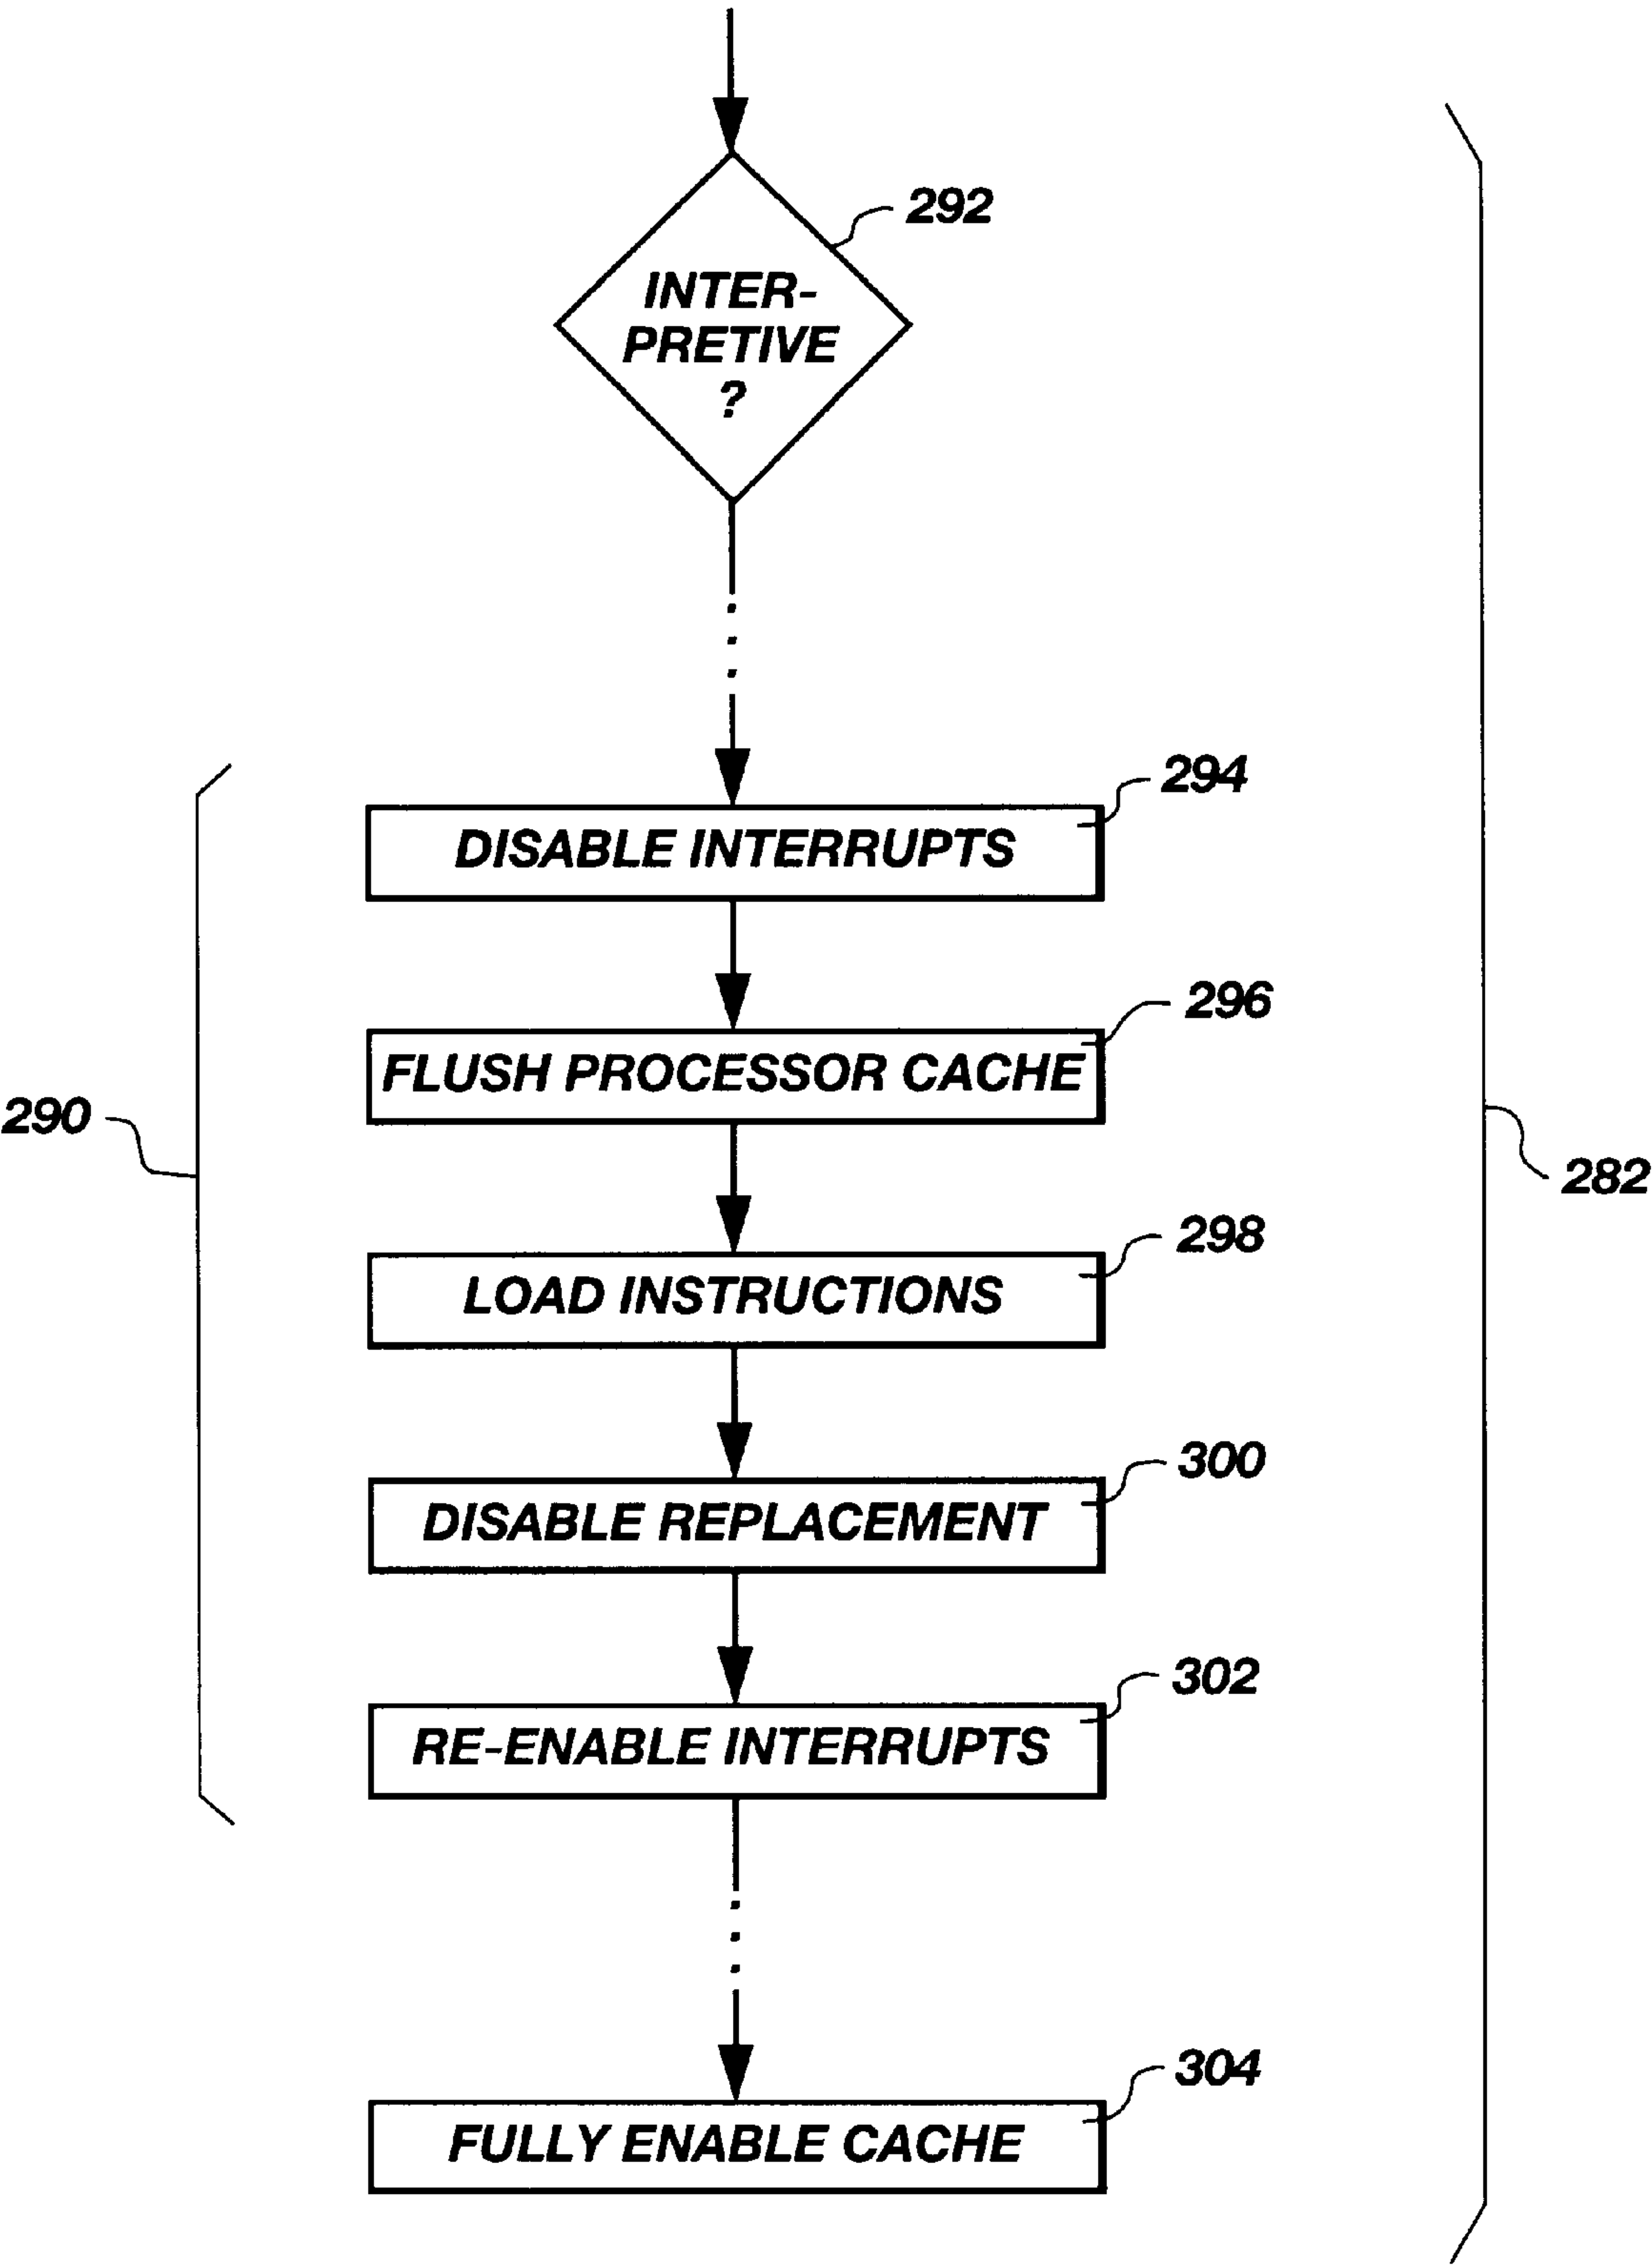 292
INTER-
PRETIVE
?
294
DISABLE INTERRUPTS
296
FLUSH PROCESSOR CACHE
290
282
298
LOAD INSTRUCTIONS
300
DISABLE REPLACEMENT
302
RE-ENABLE INTERRUPTS
304
FULLY ENABLE CACHE